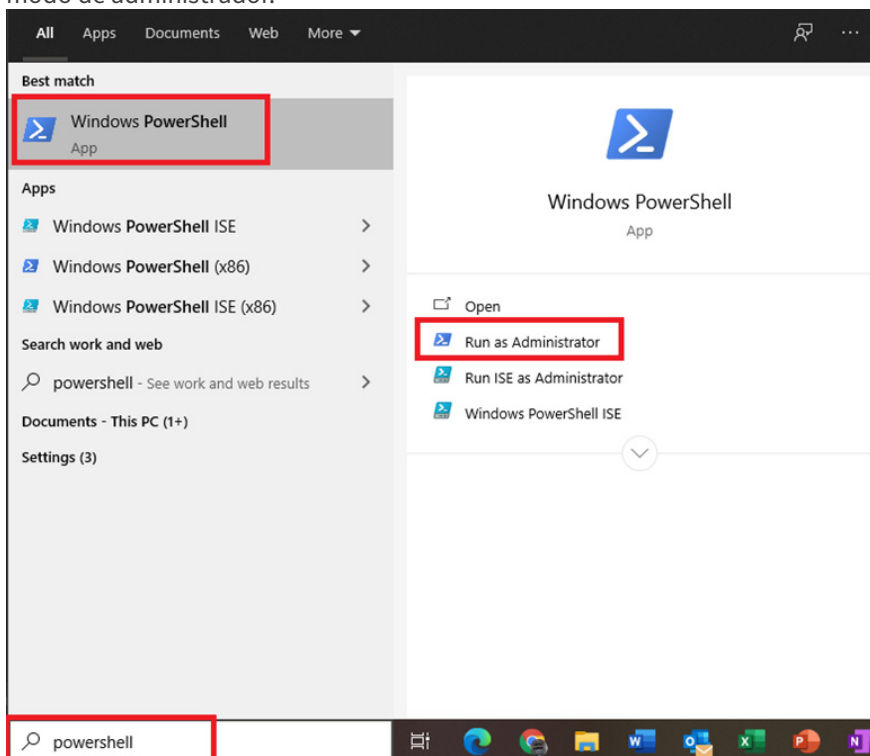 modo de administrador.
All Apps Documents Web More
Best match
Windows PowerShell
App
Apps
Windows PowerShell ISE
Windows PowerShell (x86)
Windows PowerShell ISE (x86)
Search work and web
powershell - See work and web results
Documents - This PC (1+)
Settings (3)
Windows PowerShell
App
Open
Run as Administrator
Run ISE as Administrator
Windows PowerShell ISE
powershell